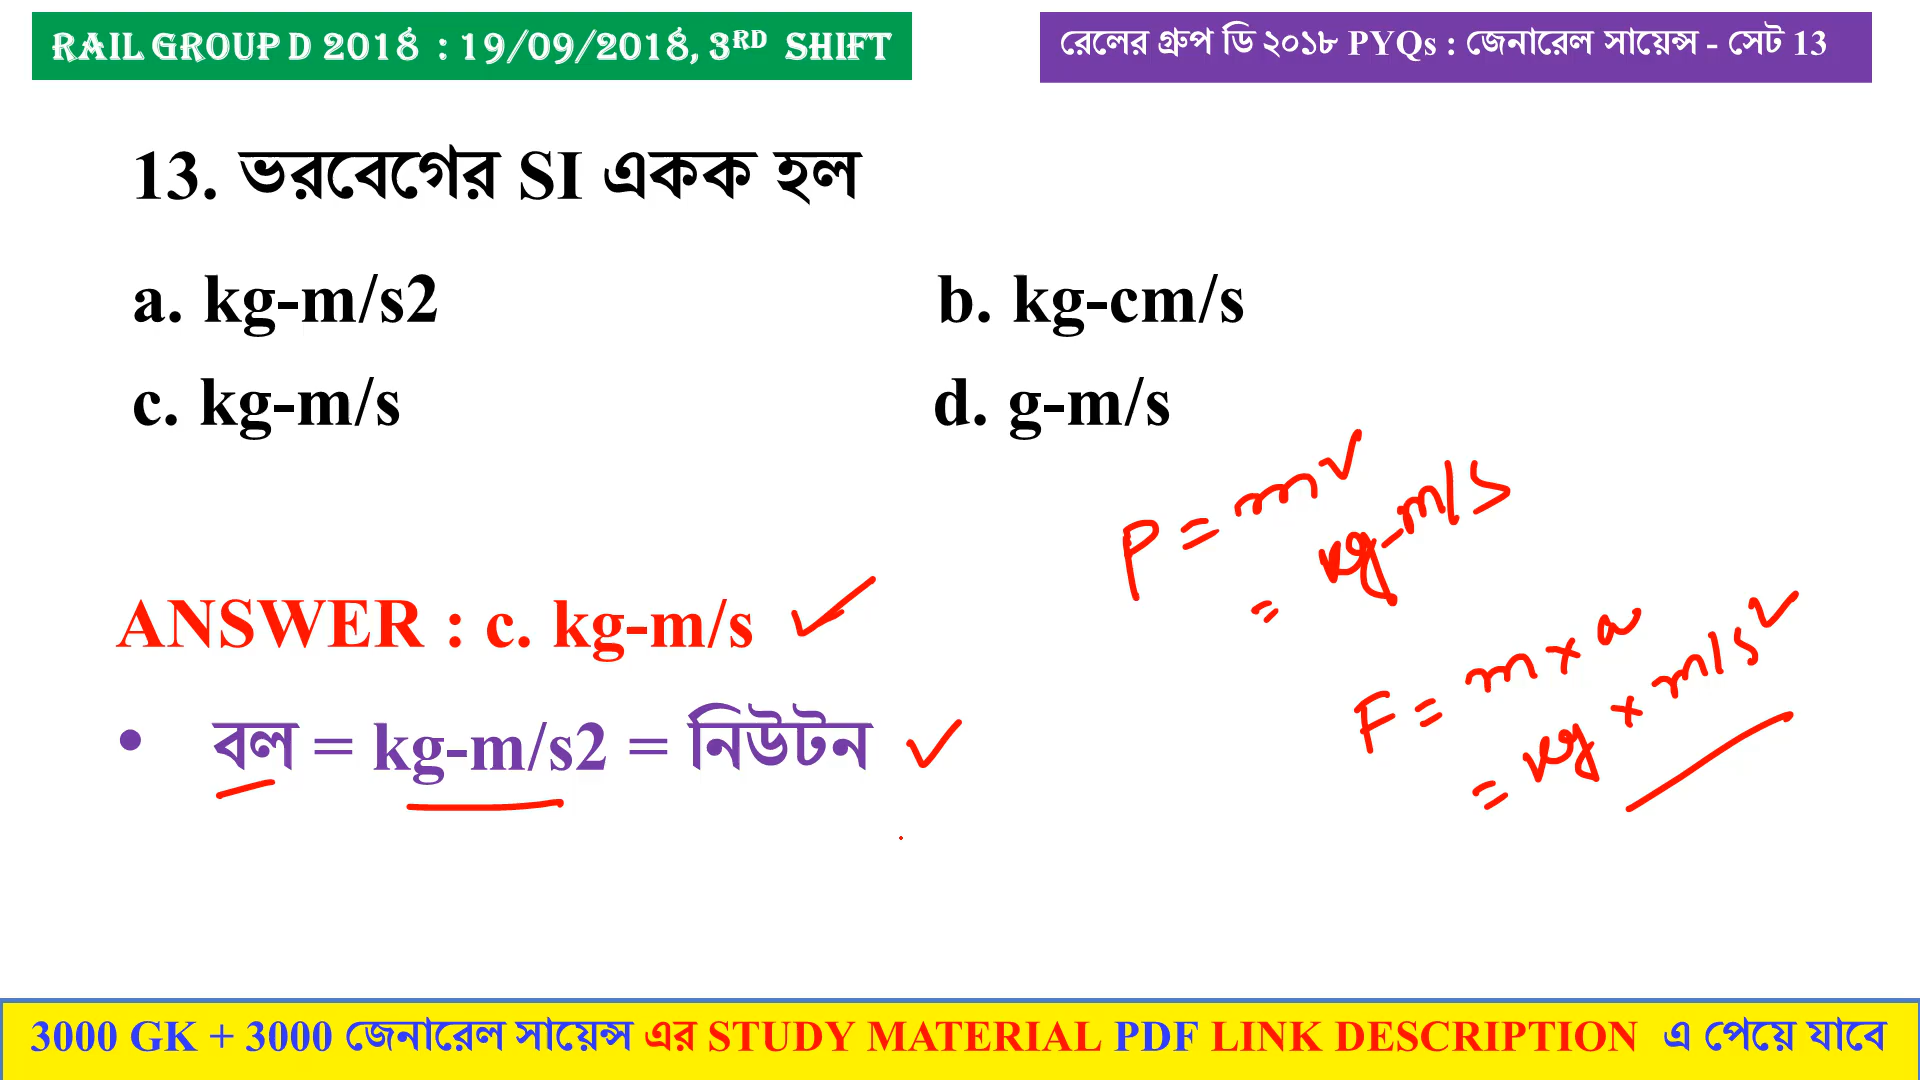 RAIL GROUP D 2018 : 19/09/2018, 3RD SHIFT
রেলের গ্রুপ ডি ২০১৮ PYQs : জেনারেল সায়েন্স - সেট 13
13. ভরবেগের SI একক হল
a. kg-m/s2
b. kg-cm/s
c. kg-m/s
d. g-m/s
P = mv
= kg-m/s
ANSWER : c. kg-m/s
F = m × a
= kg × m/s²
• বল = kg-m/s2 = নিউটন
3000 GK + 3000 জেনারেল সায়েন্স এর STUDY MATERIAL PDF LINK DESCRIPTION এ পেয়ে যাবে